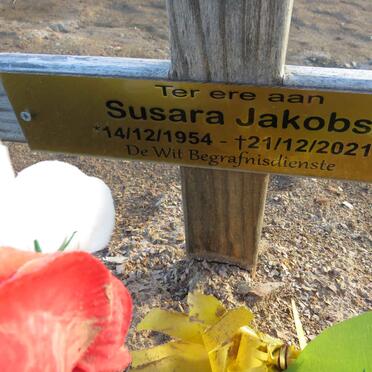 Ter ere aan
Susara Jakobs
*14/12/1954 - †21/12/2021
De Wit Begrafnisdienste